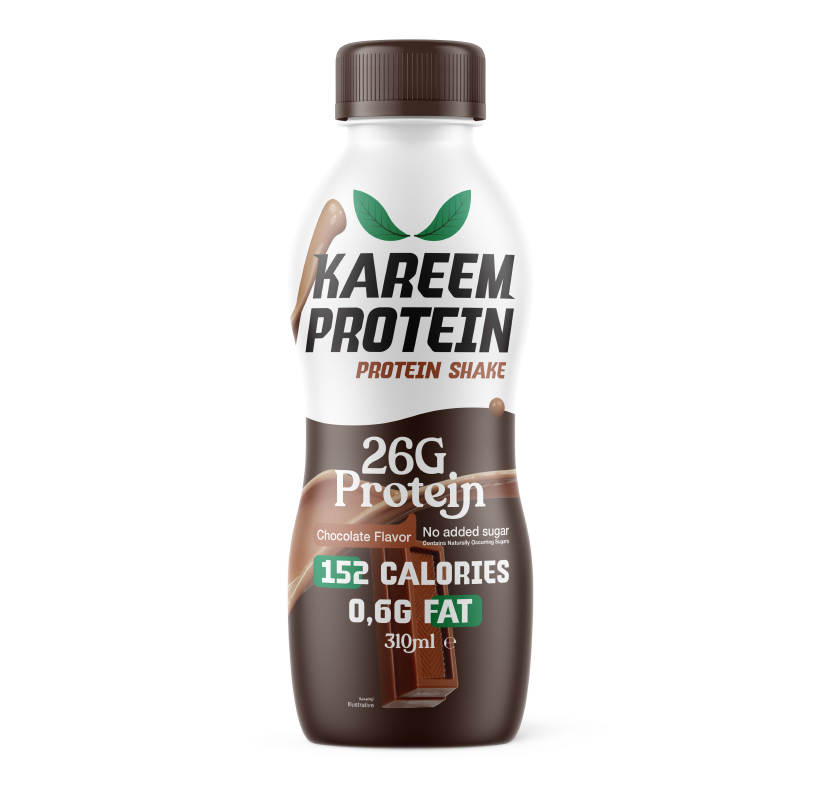 KAREEM
PROTEIN
PROTEIN SHAKE
26G
Protein
Chocolate Flavor
No added sugar
Contains Naturally Occuring Sugars
152 CALORIES
0,6G FAT
310ml ℮
Illustrative